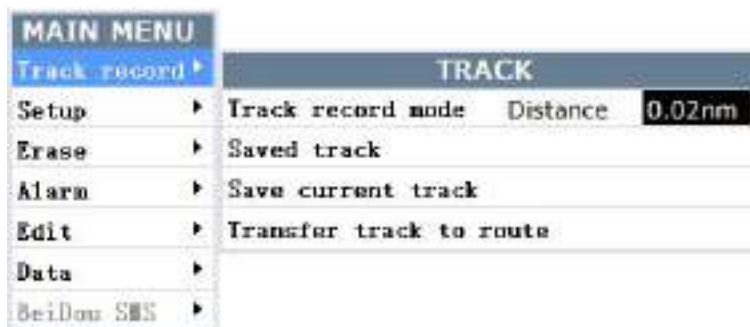 MAIN MENU
Track record
TRACK
Setup
Track record mode Distance 0.02nm
Erase
Saved track
Alarm
Save current track
Edit
Transfer track to route
Data
BeiDou SMS